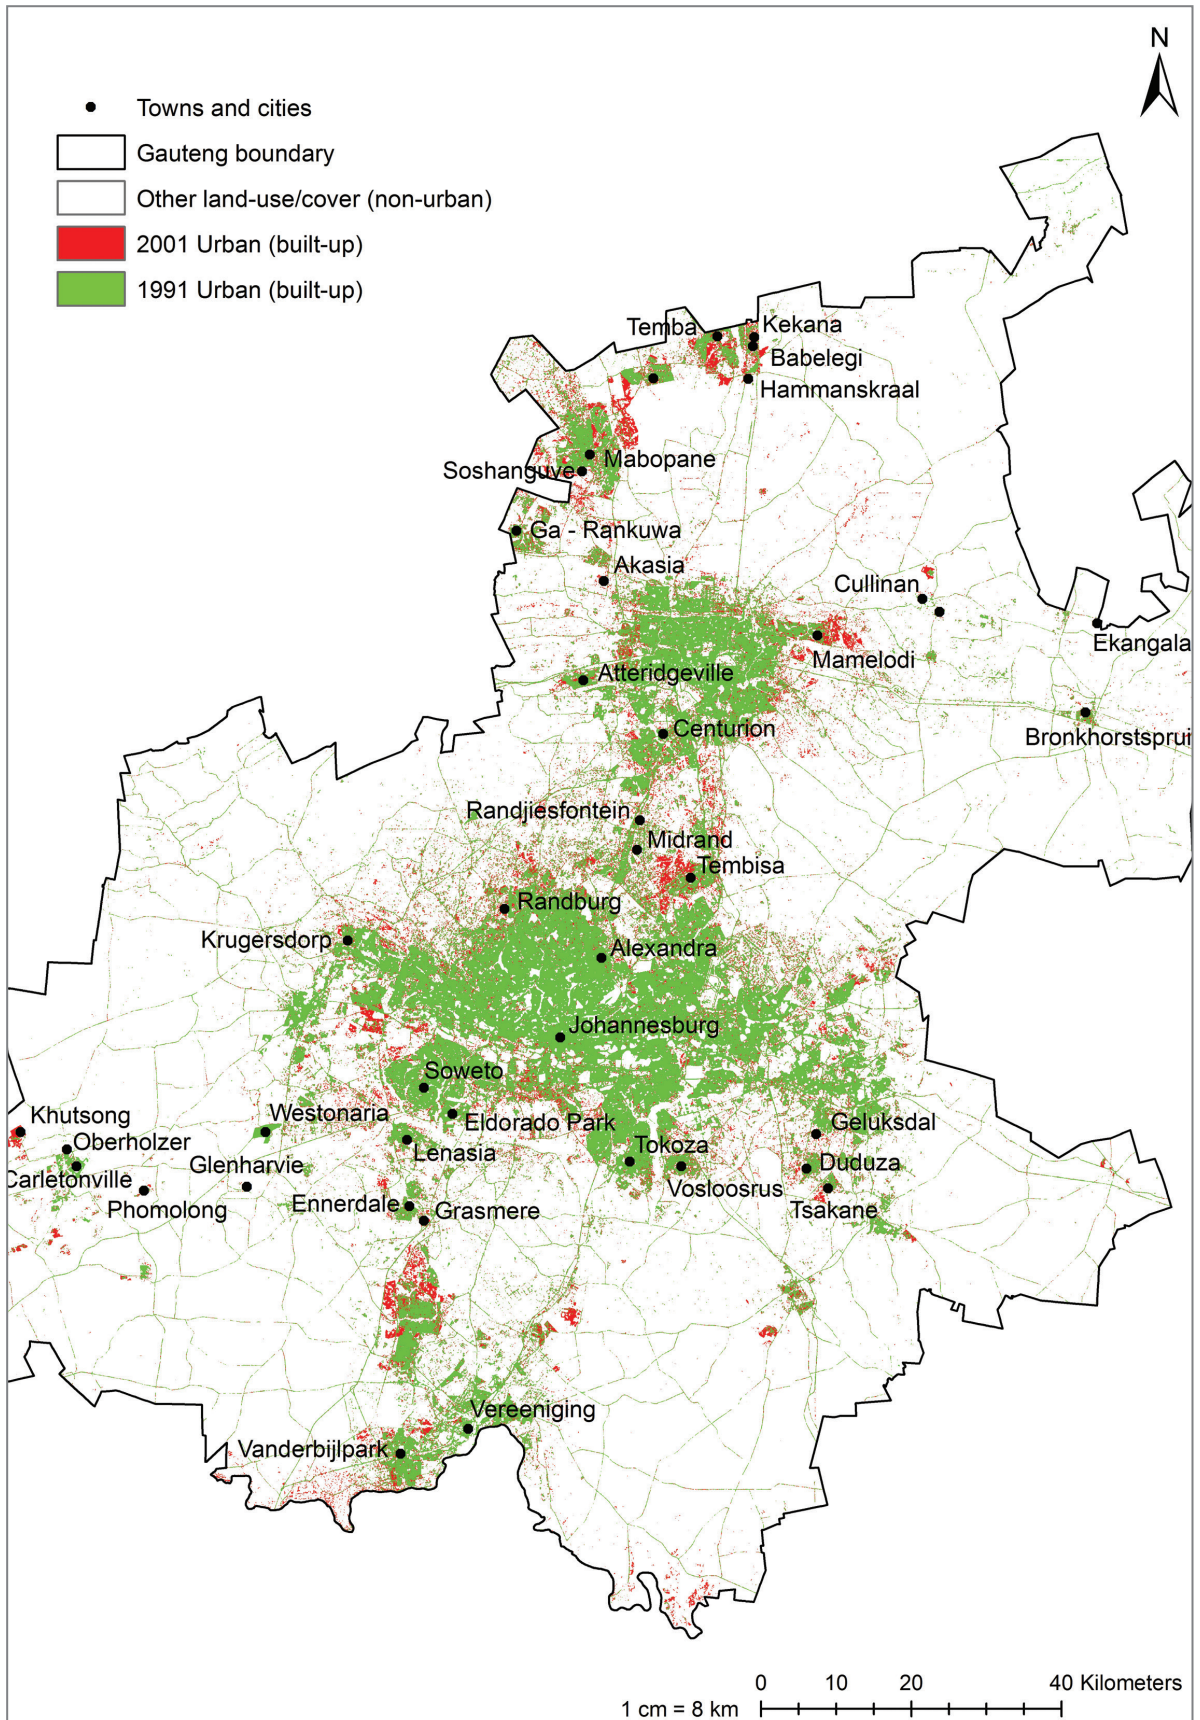 N
Towns and cities
Gauteng boundary
Other land-use/cover (non-urban)
2001 Urban (built-up)
1991 Urban (built-up)
Temba
Kekana
Babelegi
Hammanskraal
Mabopane
Soshanguve
Ga - Rankuwa
Akasia
Cullinan
Ekangala
Mamelodi
Atteridgeville
Centurion
Bronkhorstsprui
Randjiesfontein
Midrand
Tembisa
Randburg
Krugersdorp
Alexandra
Johannesburg
Soweto
Khutsong
Westonaria
Eldorado Park
Geluksdal
Oberholzer
Lenasia
Tokoza
Glenharvie
Duduza
Carletonville
Vosloosrus
Phomolong
Ennerdale
Grasmere
Tsakane
Vereeniging
Vanderbijlpark
0 10 20 40 Kilometers
1 cm = 8 km